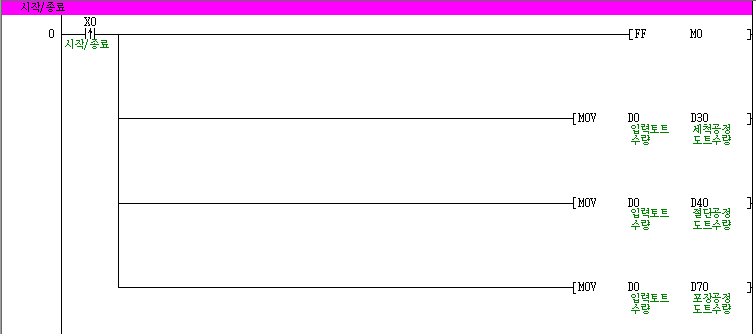 시작/종료
X0
0
[FF M0 ]
시작/종료
[MOV D0 D30 ]
입력토트 세척공정
수량 도트수량
[MOV D0 D40 ]
입력토트 절단공정
수량 도트수량
[MOV D0 D70 ]
입력토트 포장공정
수량 도트수량